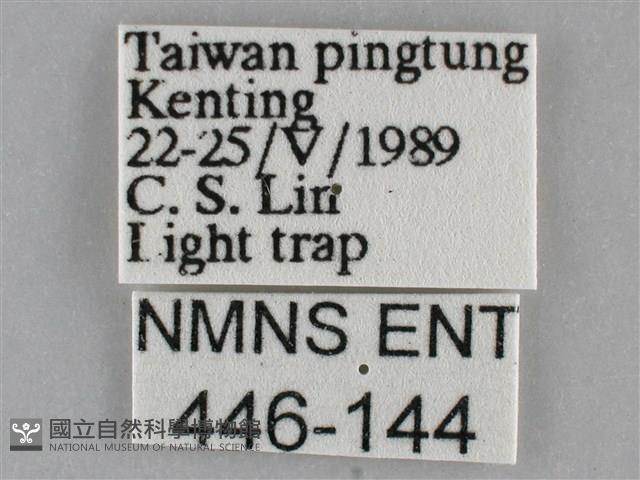 Taiwan pingtung
Kenting
22-25/V/1989
C. S. Lin
Light trap
NMNS ENT
446-144
國立自然科學博物館
NATIONAL MUSEUM OF NATURAL SCIENCE